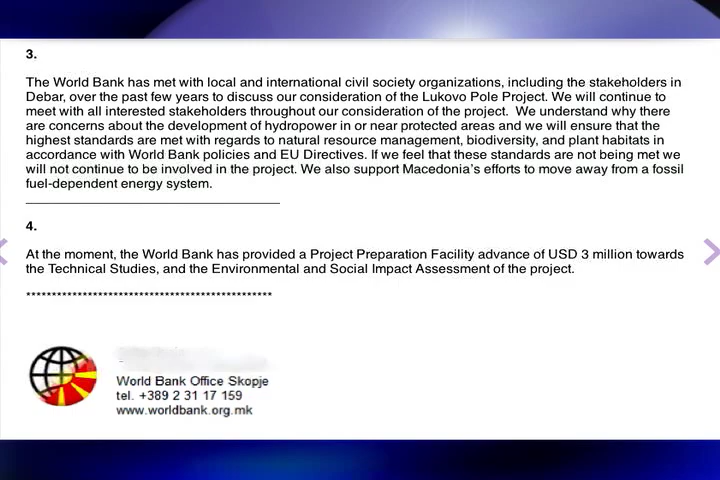 3.
The World Bank has met with local and international civil society organizations, including the stakeholders in
Debar, over the past few years to discuss our consideration of the Lukovo Pole Project. We will continue to
meet with all interested stakeholders throughout our consideration of the project. We understand why there
are concerns about the development of hydropower in or near protected areas and we will ensure that the
highest standards are met with regards to natural resource management, biodiversity, and plant habitats in
accordance with World Bank policies and EU Directives. If we feel that these standards are not being met we
will not continue to be involved in the project. We also support Macedonia's efforts to move away from a fossil
fuel-dependent energy system.
4.
At the moment, the World Bank has provided a Project Preparation Facility advance of USD 3 million towards
the Technical Studies, and the Environmental and Social Impact Assessment of the project.
************************************************
World Bank Office Skopje
tel. +389 2 31 17 159
www.worldbank.org.mk